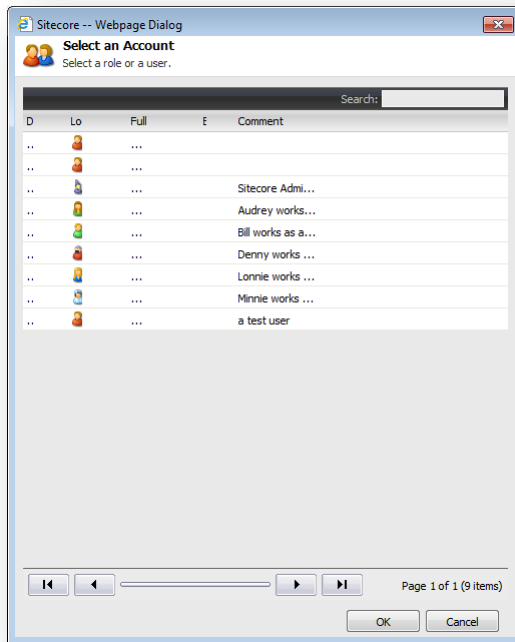 Sitecore -- Webpage Dialog
Select an Account
Select a role or a user.
Search:
D Lo Full E Comment
.. ...
.. ...
.. ... Sitecore Admi...
.. ... Audrey works...
.. ... Bill works as a...
.. ... Denny works ...
.. ... Lonnie works ...
.. ... Minnie works ...
.. ... a test user
Page 1 of 1 (9 items)
OK Cancel